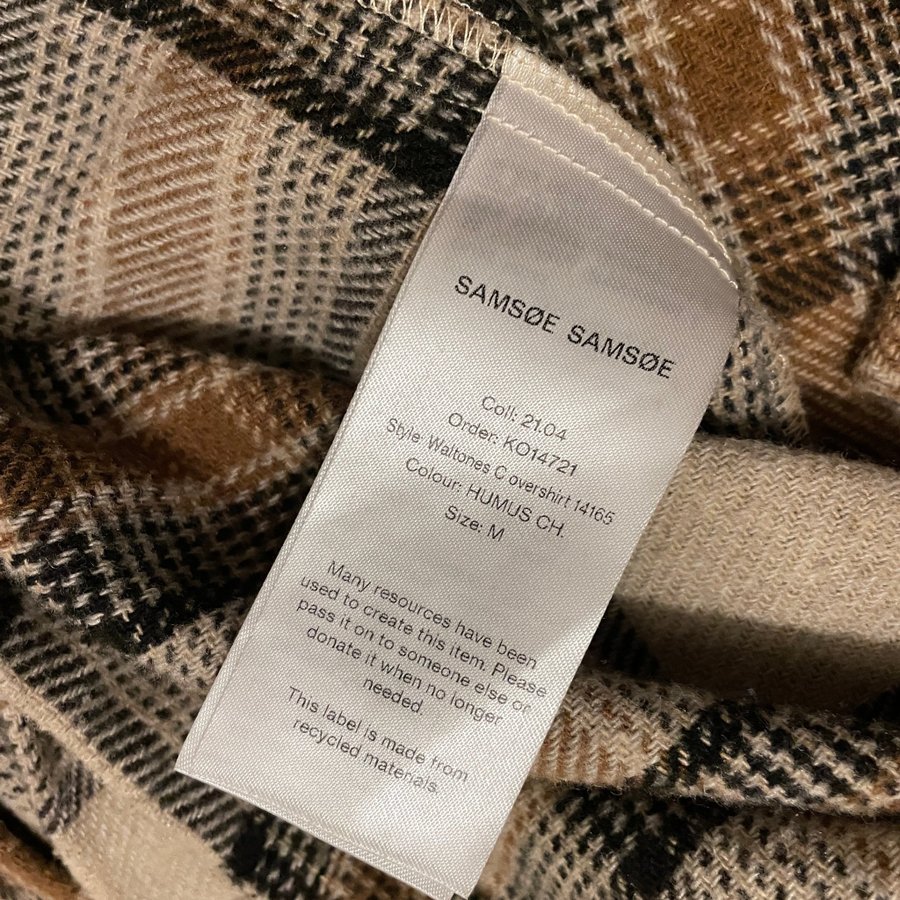 SAMSØE SAMSØE
Coll: 21.04
Order: KO14721
Style: Waltones C overshirt 14165
Colour: HUMUS CH.
Size: M
Many resources have been
used to create this item. Please
pass it on to someone else or
donate it when no longer
needed.
This label is made from
recycled materials.